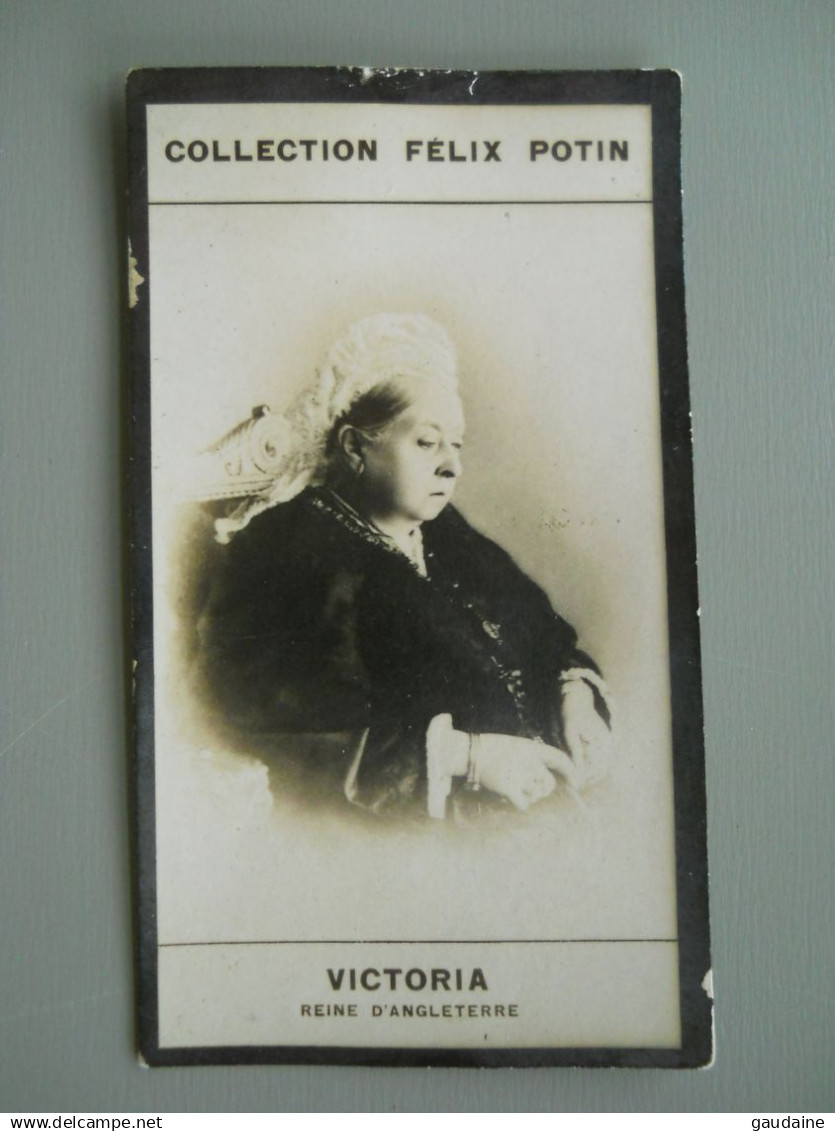 COLLECTION FÉLIX POTIN
VICTORIA
REINE D'ANGLETERRE
www.delcampe.net
gaudaine